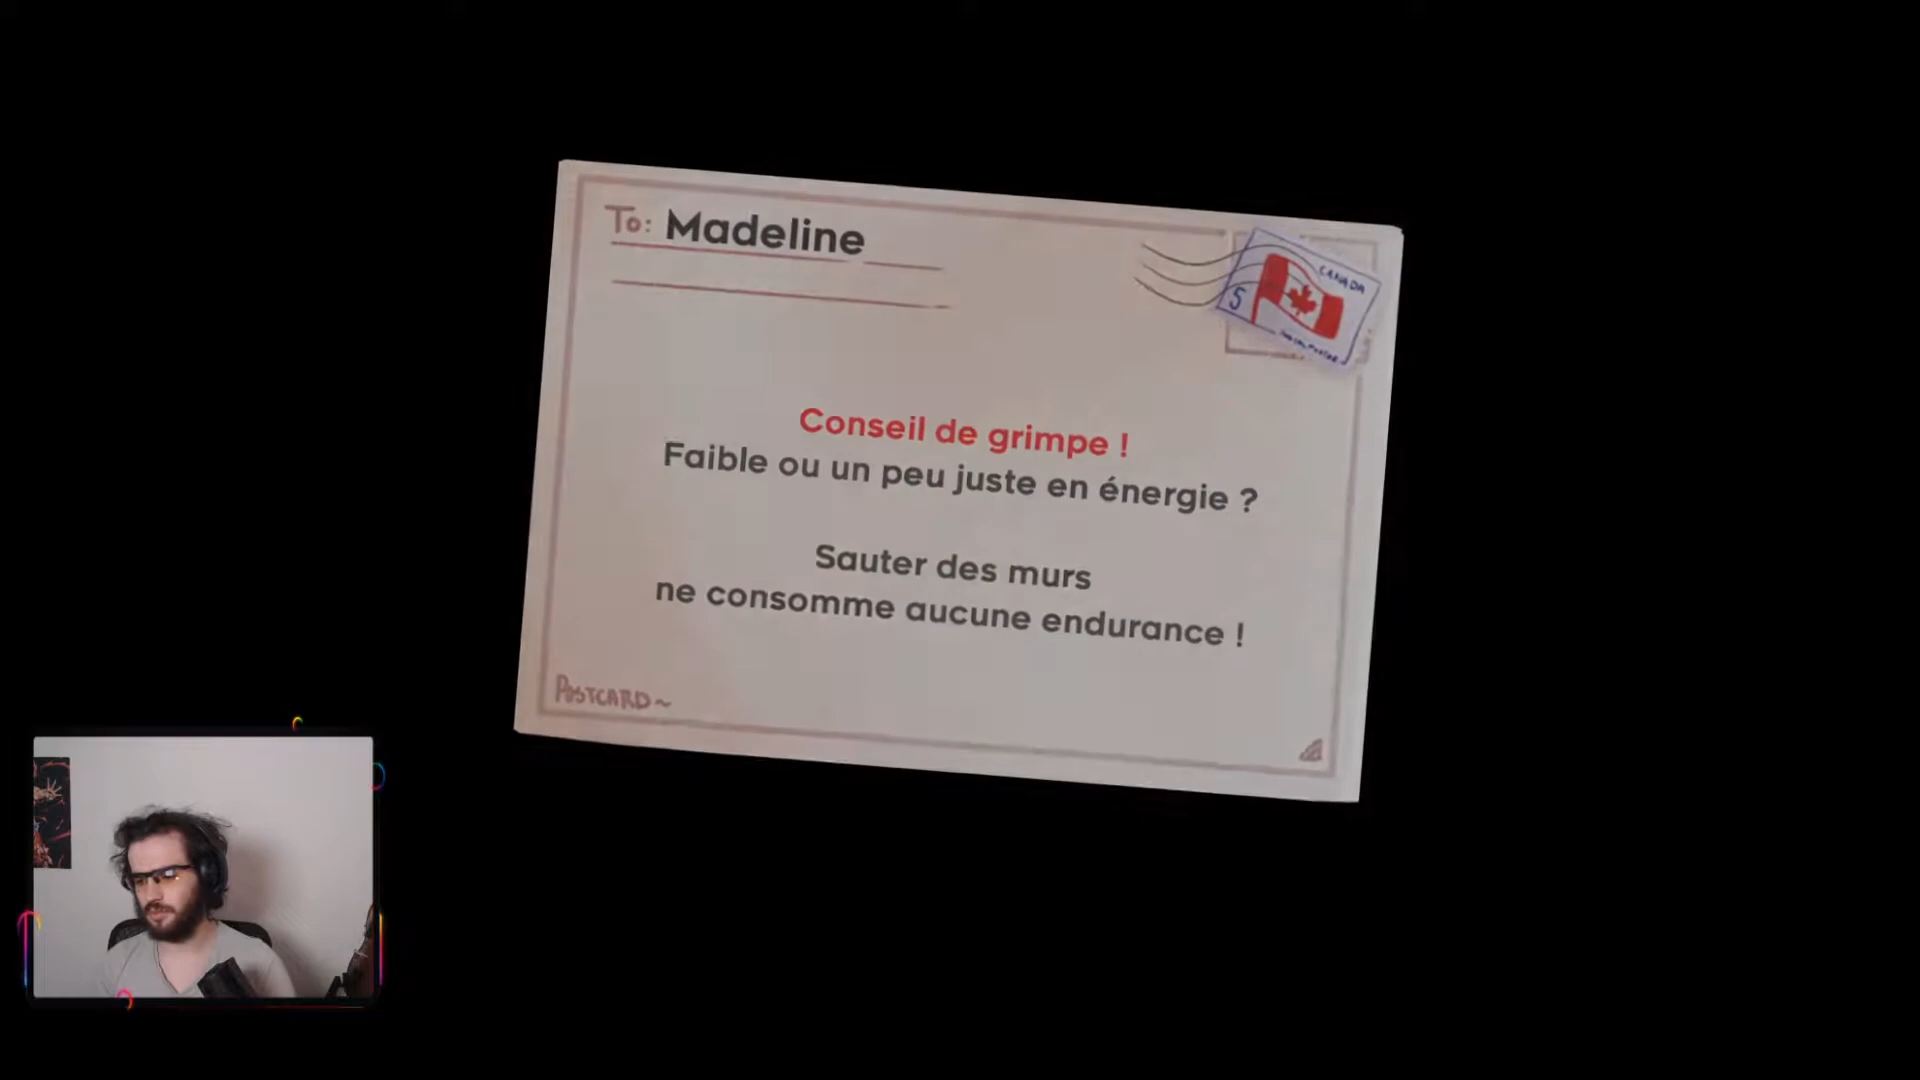 To: Madeline
CANADA
5
Conseil de grimpe !
Faible ou un peu juste en énergie ?
Sauter des murs
ne consomme aucune endurance !
POSTCARD~